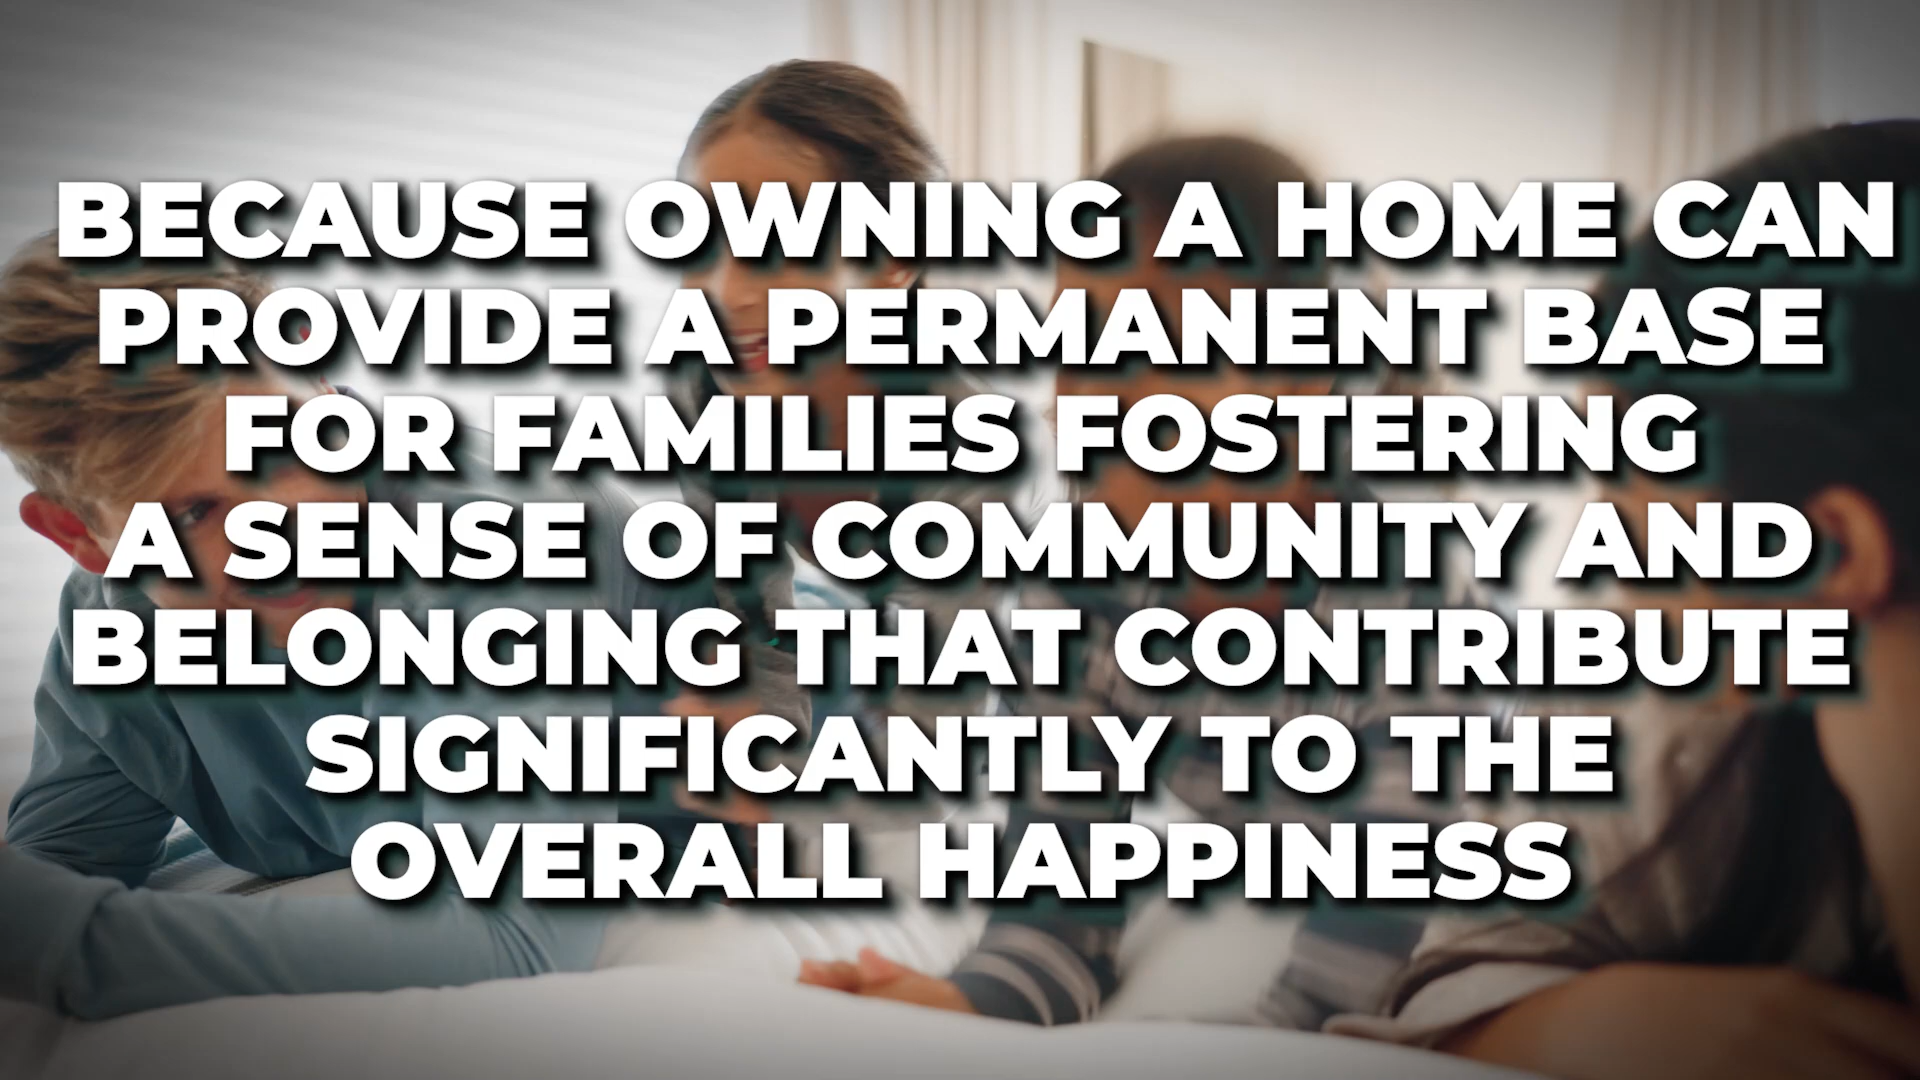 BECAUSE OWNING A HOME CAN
PROVIDE A PERMANENT BASE
FOR FAMILIES FOSTERING
A SENSE OF COMMUNITY AND
BELONGING THAT CONTRIBUTE
SIGNIFICANTLY TO THE
OVERALL HAPPINESS